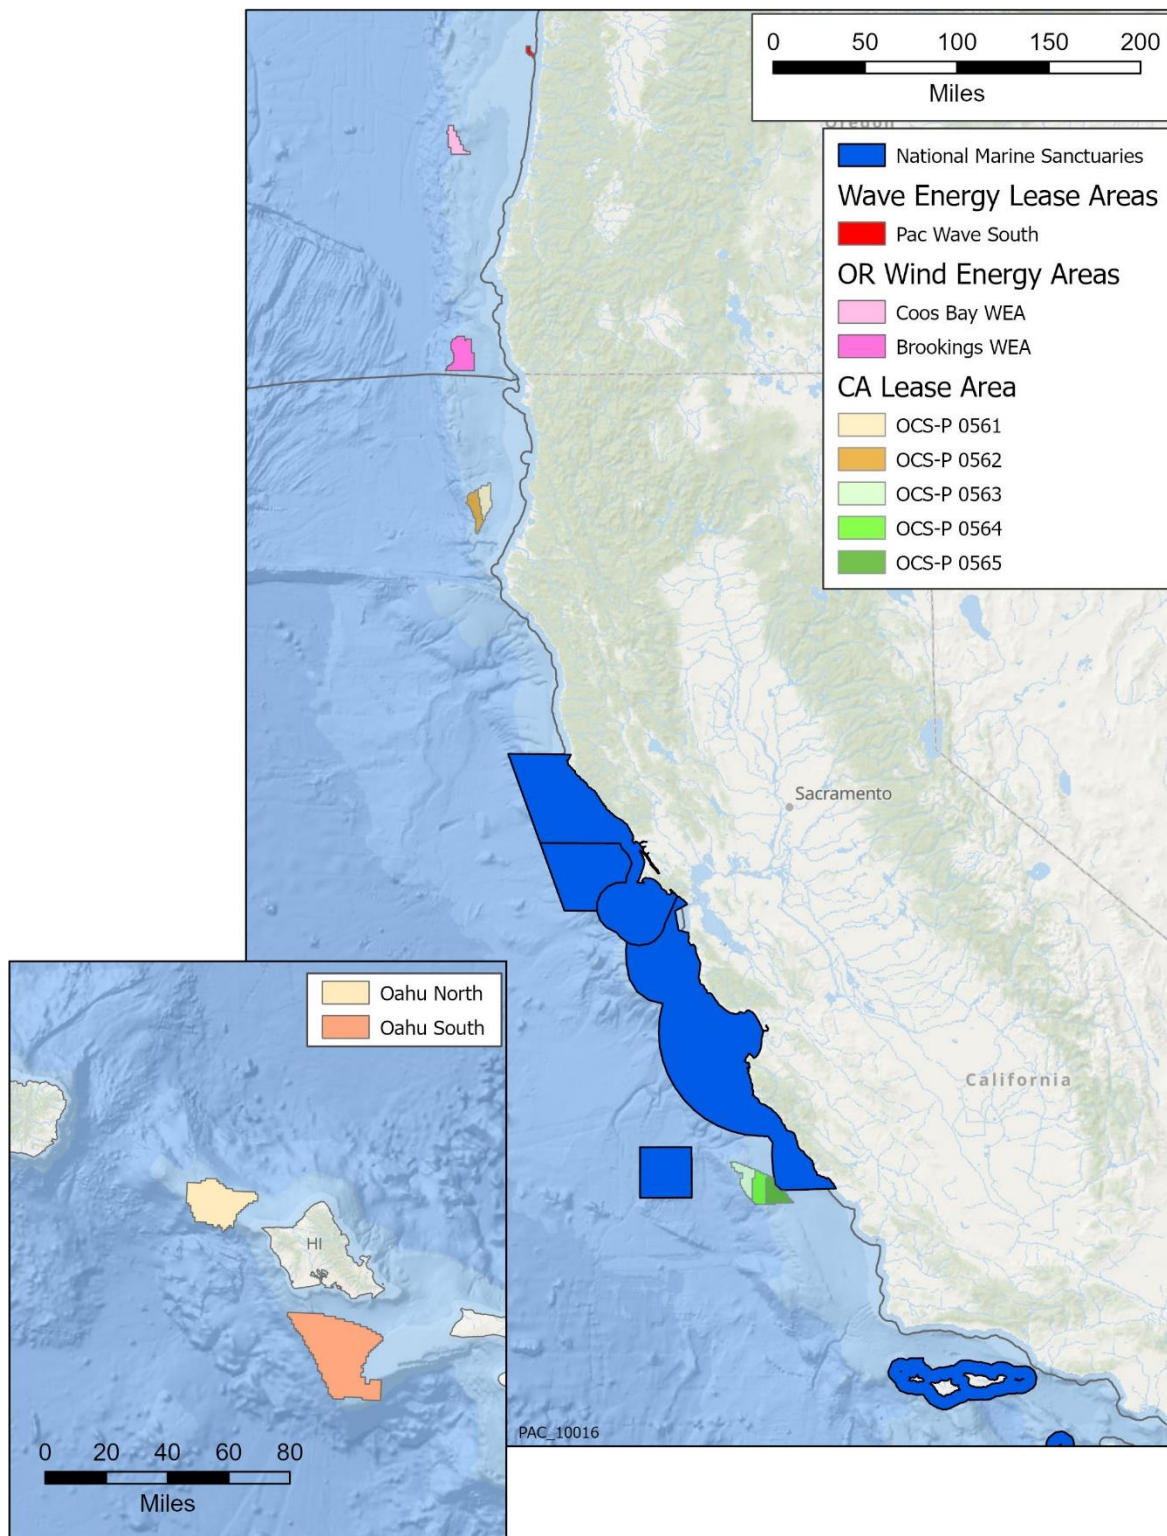 0 50 100 150 200
Miles
Oregon
National Marine Sanctuaries
Wave Energy Lease Areas
Pac Wave South
OR Wind Energy Areas
Coos Bay WEA
Brookings WEA
CA Lease Area
OCS-P 0561
OCS-P 0562
OCS-P 0563
OCS-P 0564
OCS-P 0565
Sacramento
California
Oahu North
Oahu South
HI
PAC_10016
0 20 40 60 80
Miles